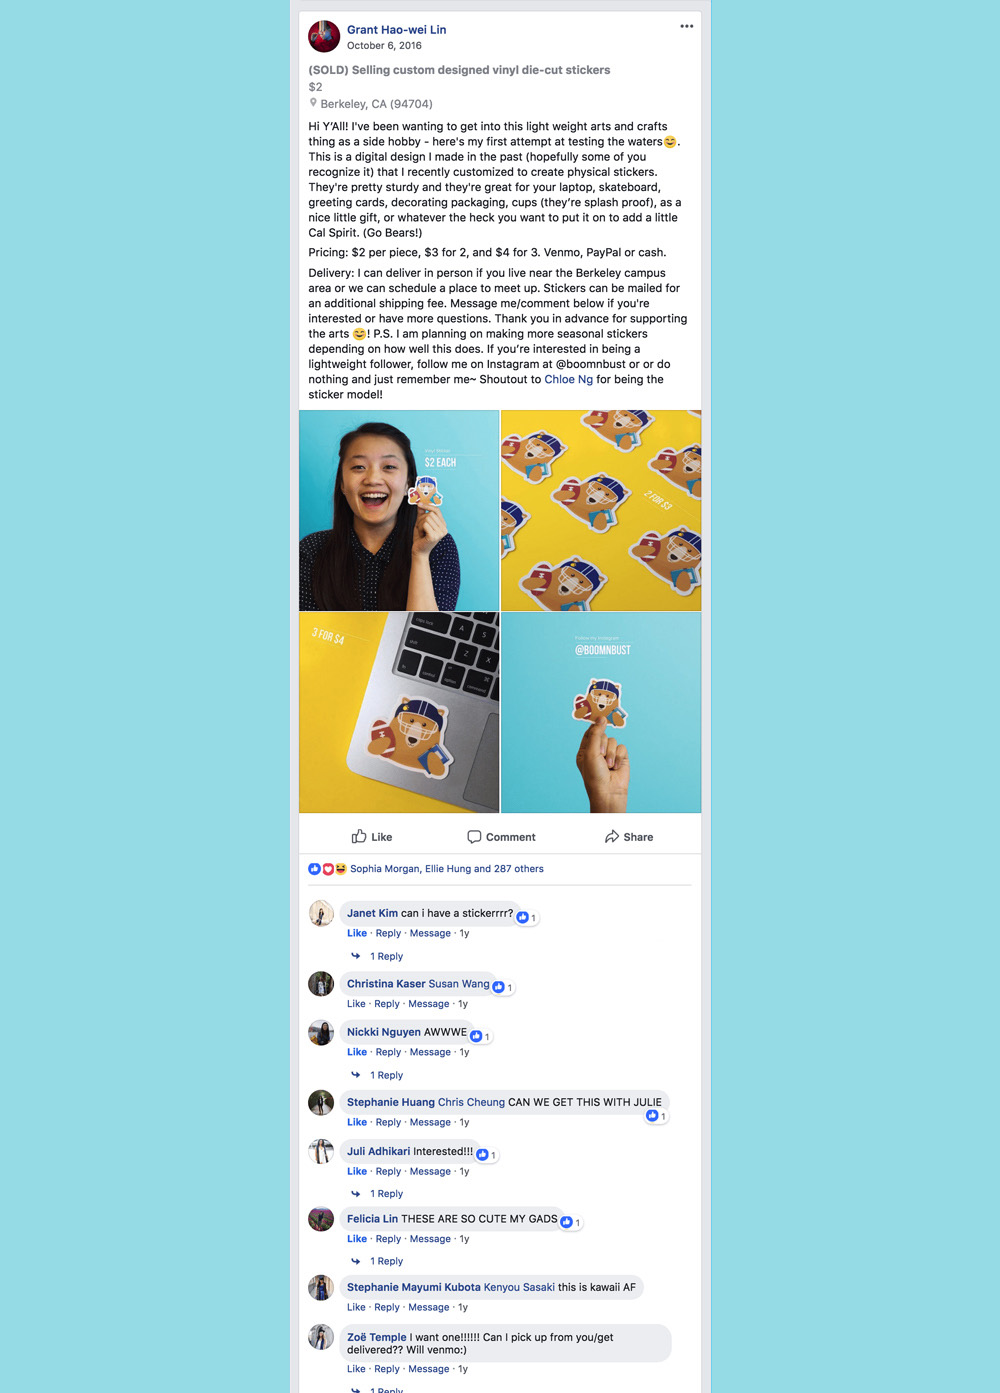 Grant Hao-wei Lin
October 6, 2016
(SOLD) Selling custom designed vinyl die-cut stickers
$2
Berkeley, CA (94704)
Hi Y'All! I've been wanting to get into this light weight arts and crafts
thing as a side hobby - here's my first attempt at testing the waters😊.
This is a digital design I made in the past (hopefully some of you
recognize it) that I recently customized to create physical stickers.
They're pretty sturdy and they're great for your laptop, skateboard,
greeting cards, decorating packaging, cups (they're splash proof), as a
nice little gift, or whatever the heck you want to put it on to add a little
Cal Spirit. (Go Bears!)
Pricing: $2 per piece, $3 for 2, and $4 for 3. Venmo, PayPal or cash.
Delivery: I can deliver in person if you live near the Berkeley campus
area or we can schedule a place to meet up. Stickers can be mailed for
an additional shipping fee. Message me/comment below if you're
interested or have more questions. Thank you in advance for supporting
the arts 😄! P.S. I am planning on making more seasonal stickers
depending on how well this does. If you're interested in being a
lightweight follower, follow me on Instagram at @boomnbust or or do
nothing and just remember me~ Shoutout to Chloe Ng for being the
sticker model!
$2 EACH
2 FOR $3
3 FOR $4
A
S
Z
X
control
option
command
Follow my Instagram
@BOOMNBUST
Like
Comment
Share
Sophia Morgan, Ellie Hung and 287 others
Janet Kim can i have a stickerrrr? 1
Like · Reply · Message · 1y
1 Reply
Christina Kaser Susan Wang 1
Like · Reply · Message · 1y
Nickki Nguyen AWWWE 1
Like · Reply · Message · 1y
1 Reply
Stephanie Huang Chris Cheung CAN WE GET THIS WITH JULIE
1
Like · Reply · Message · 1y
Juli Adhikari Interested!!! 1
Like · Reply · Message · 1y
1 Reply
Felicia Lin THESE ARE SO CUTE MY GADS 1
Like · Reply · Message · 1y
1 Reply
Stephanie Mayumi Kubota Kenyou Sasaki this is kawaii AF
Like · Reply · Message · 1y
Zoë Temple I want one!!!!!! Can I pick up from you/get
delivered?? Will venmo:)
Like · Reply · Message · 1y
1 Reply